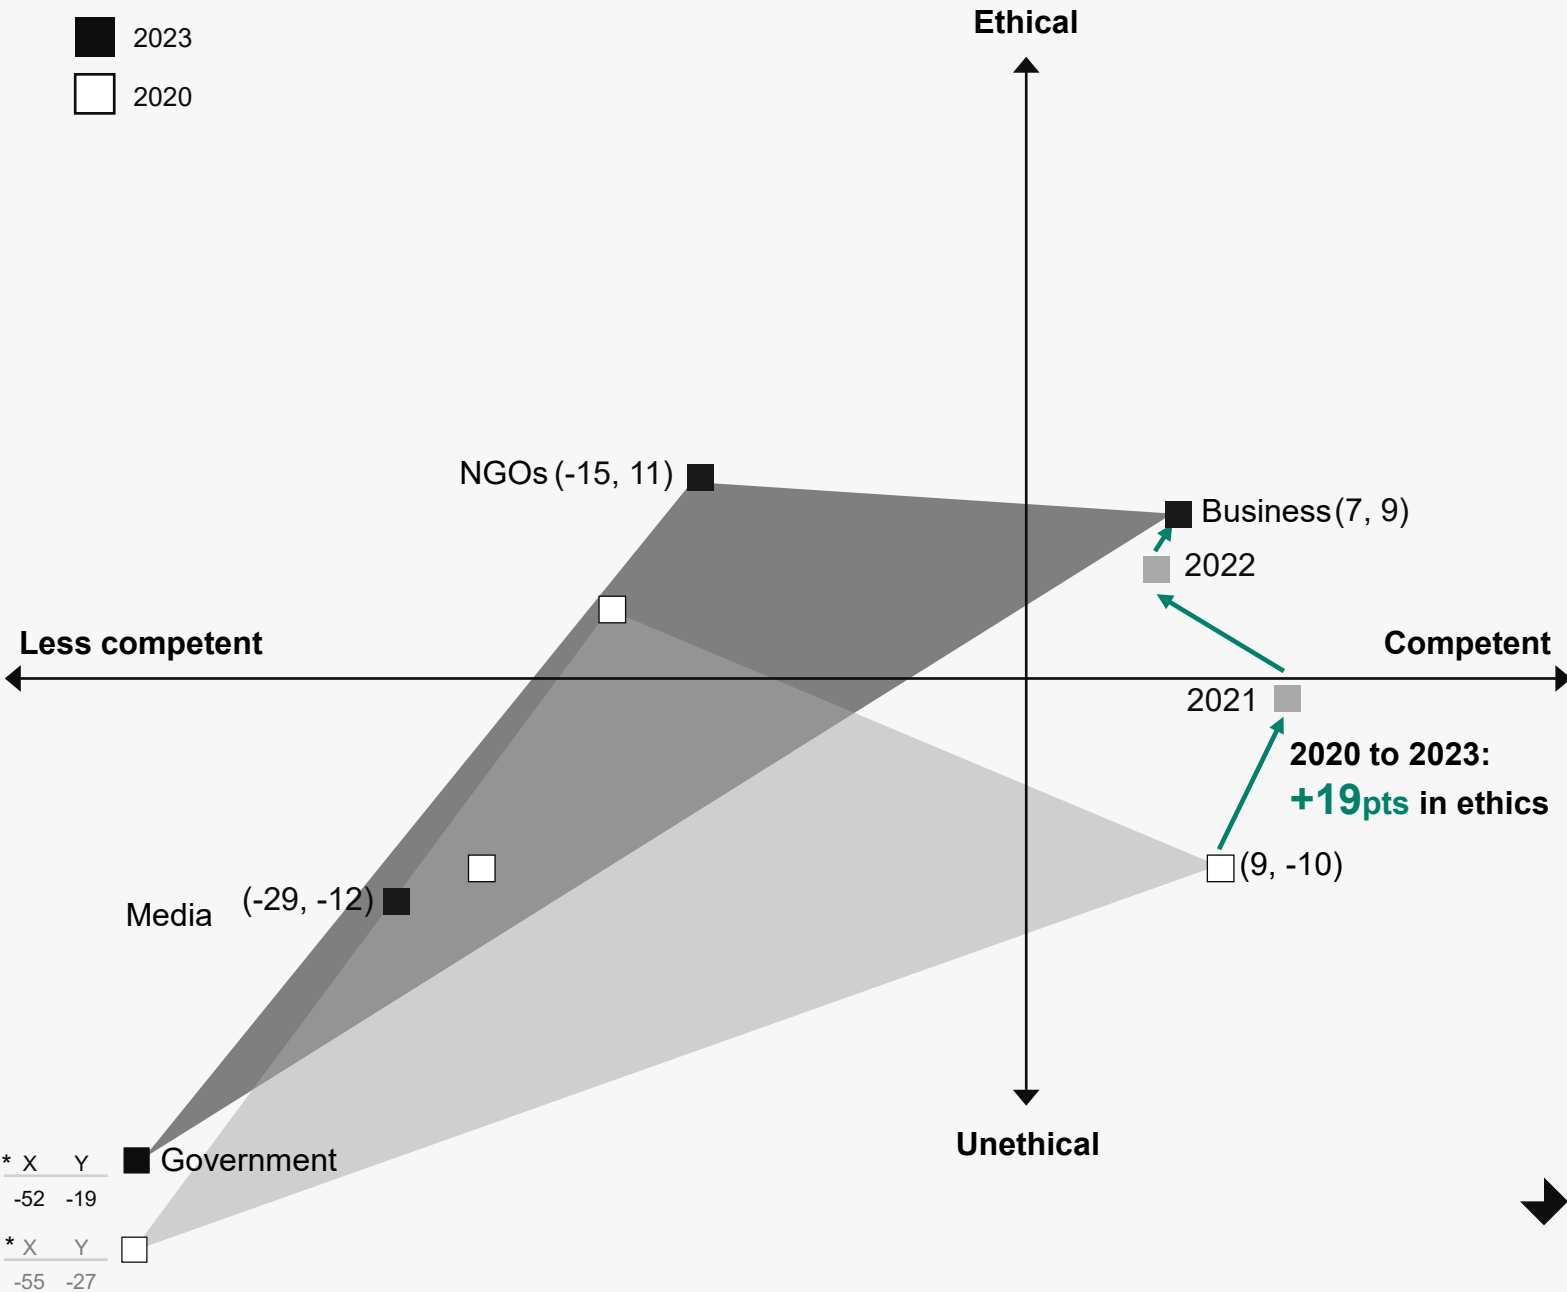 2023
2020
Ethical
NGOs (-15, 11)
Business (7, 9)
2022
Less competent
Competent
2021
2020 to 2023:
+19pts in ethics
(9, -10)
(-29, -12)
Media
Unethical
Government
* X Y
-52 -19
* X Y
-55 -27